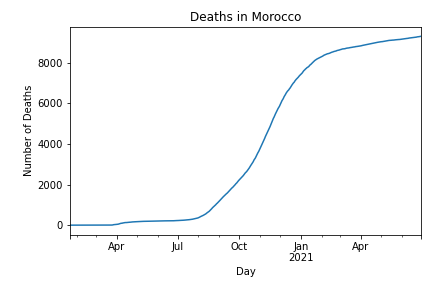 Deaths in Morocco
Number of Deaths
8000
6000
4000
2000
0
Apr Jul Oct Jan Apr
2021
Day